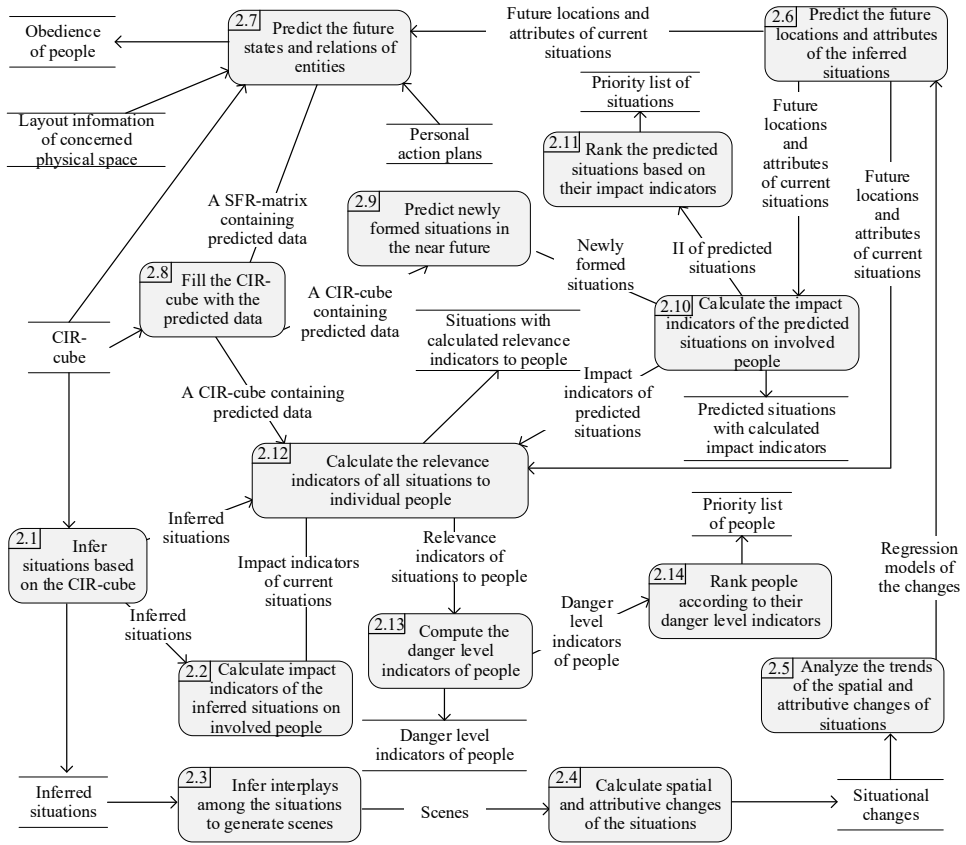 2.7
Predict the future
states and relations of
entities
Obedience
of people
Future locations and
attributes of current
situations
2.6
Predict the future
locations and attributes
of the inferred
situations
Layout information
of concerned
physical space
Personal
action plans
Priority list of
situations
2.11
Rank the predicted
situations based on
their impact indicators
Future
locations
and
attributes
of current
situations
Future
locations and
attributes
of current
situations
A SFR-matrix
containing
predicted data
2.9
Predict newly
formed situations in
the near future
Newly
formed
situations
II of predicted
situations
2.8
Fill the CIR-
cube with the
predicted data
A CIR-cube
containing
predicted data
2.10
Calculate the impact
indicators of the predicted
situations on involved
people
CIR-
cube
Situations with
calculated relevance
indicators to people
A CIR-cube containing
predicted data
Impact
indicators of
predicted
situations
Predicted situations
with calculated
impact indicators
2.12
Calculate the relevance
indicators of all situations to
individual people
2.1
Infer
situations based
on the CIR-cube
Inferred
situations
Inferred
situations
Impact indicators
of current
situations
Relevance
indicators of
situations to people
Priority list
of people
2.14
Rank people
according to their
danger level indicators
Regression
models of
the changes
2.2
Calculate impact
indicators of the
inferred situations on
involved people
2.13
Compute the
danger level
indicators of people
Danger
level
indicators
of people
2.5
Analyze the trends
of the spatial and
attributive changes of
situations
Danger level
indicators of people
Inferred
situations
2.3
Infer interplays
among the situations
to generate scenes
Scenes
2.4
Calculate spatial
and attributive changes
of the situations
Situational
changes